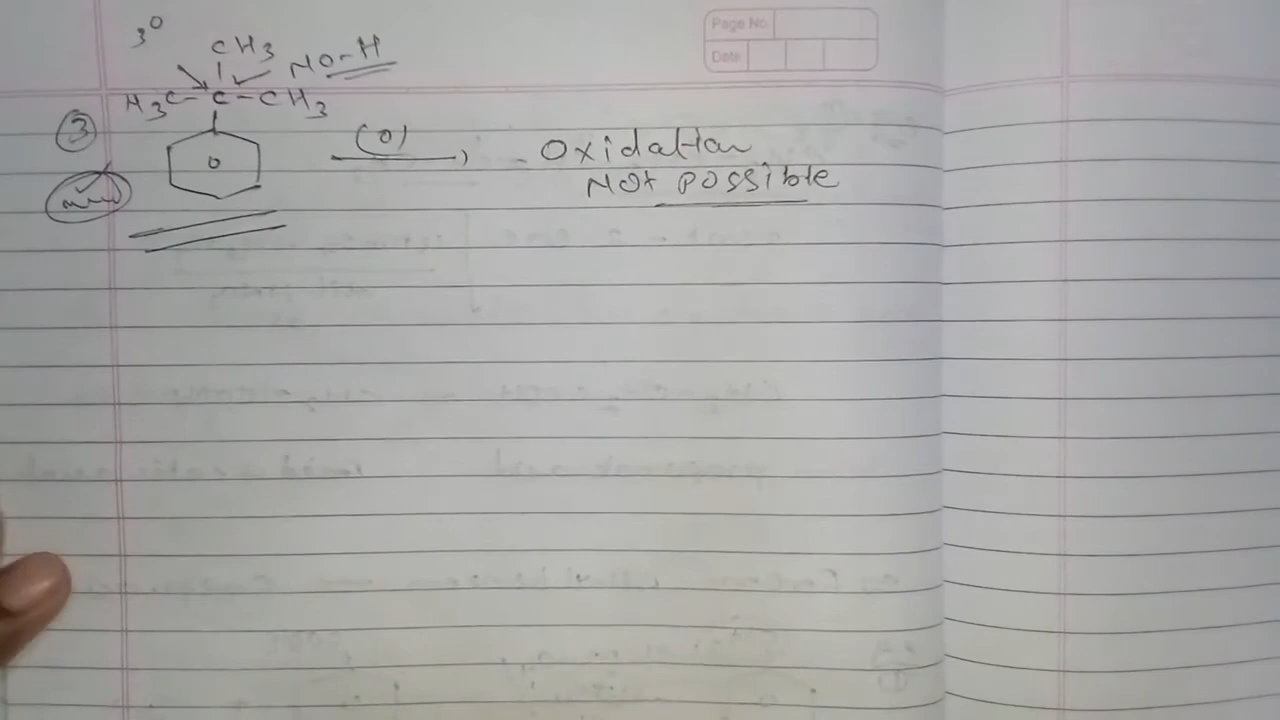 Page No.
Date
3°
CH3
NO-H
H3C-C-CH3
③
(O)
Oxidation
Not possible